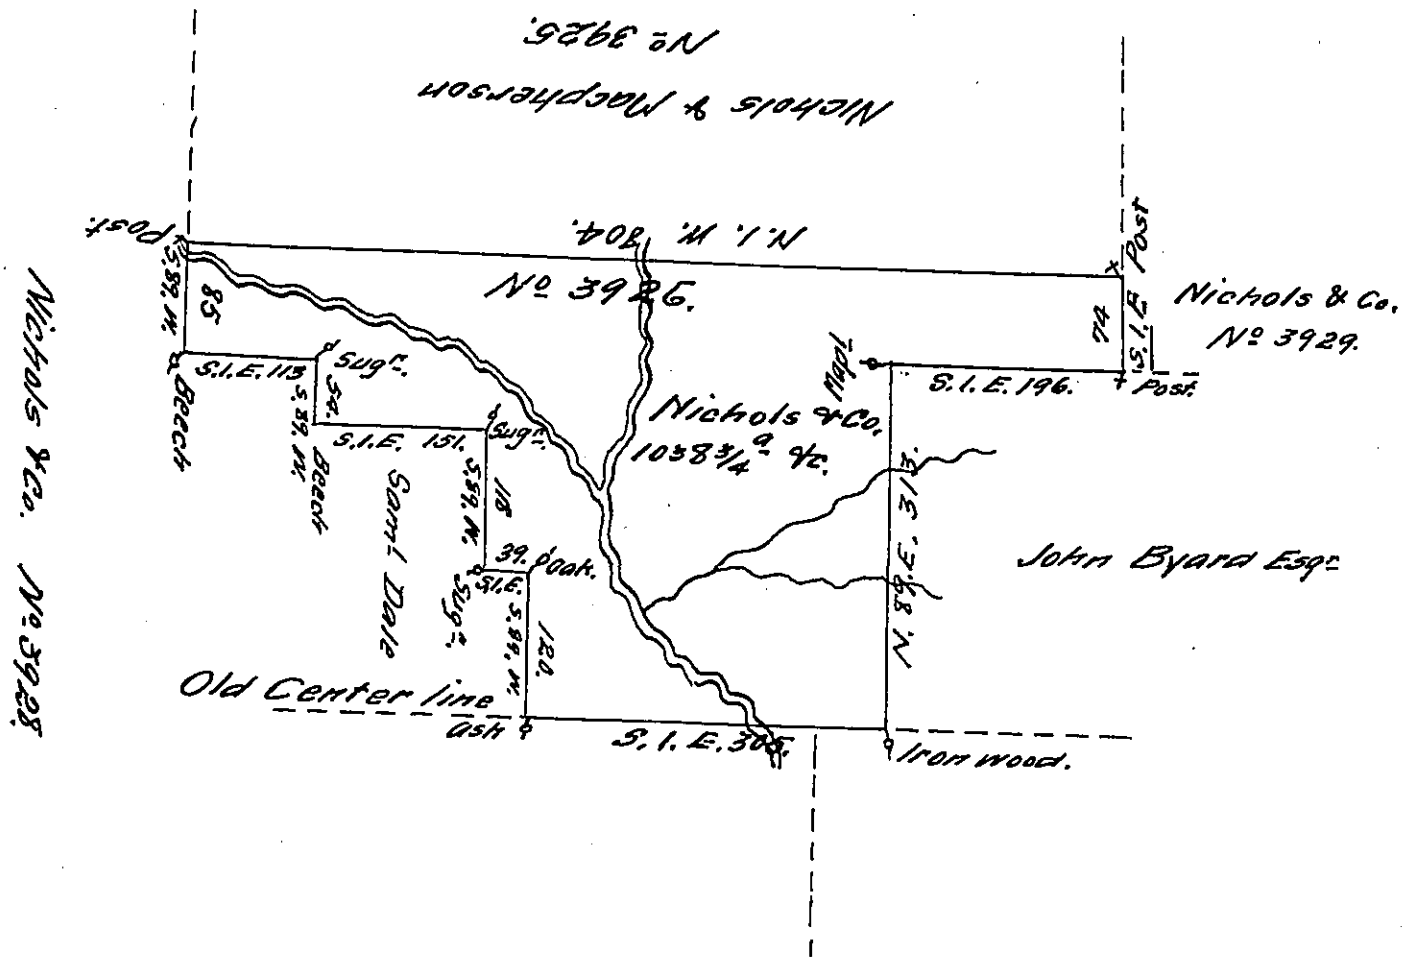 Nº 3925.
Nichols & Macpherson
Post.
N. 1. W. 804.
Post
S. 1. E
74
Nichols & Co.
Nº 3929.
Nº 3926.
S. 89. W.
85
Beech
S. 1. E. 113
Sugr.
54.
S. 89. W.
Beech
S. 1. E. 151.
Sugr.
Mapl
S. 1. E. 196.
Post.
Nichols & Co.
1038 3/4 a &c.
118
S. 89. W.
Sugr.
39.
S. 1. E.
Oak.
Saml Dale
N. 89. E. 313.
John Byard Esqr
120.
S. 89. W.
Old Center line
Ash
S. 1. E. 305.
Iron wood.
Nichols & Co. Nº 3928